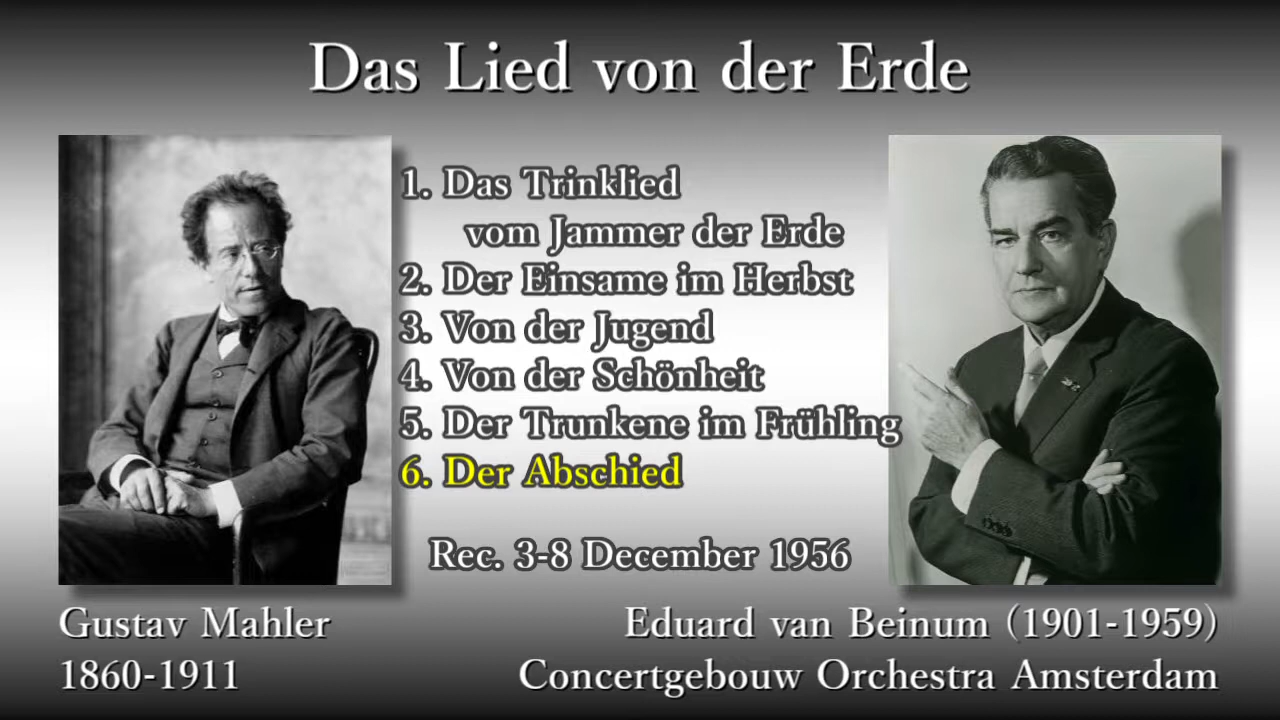 Das Lied von der Erde
1. Das Trinklied
vom Jammer der Erde
2. Der Einsame im Herbst
3. Von der Jugend
4. Von der Schönheit
5. Der Trunkene im Frühling
6. Der Abschied
Rec. 3-8 December 1956
Gustav Mahler
1860-1911
Eduard van Beinum (1901-1959)
Concertgebouw Orchestra Amsterdam